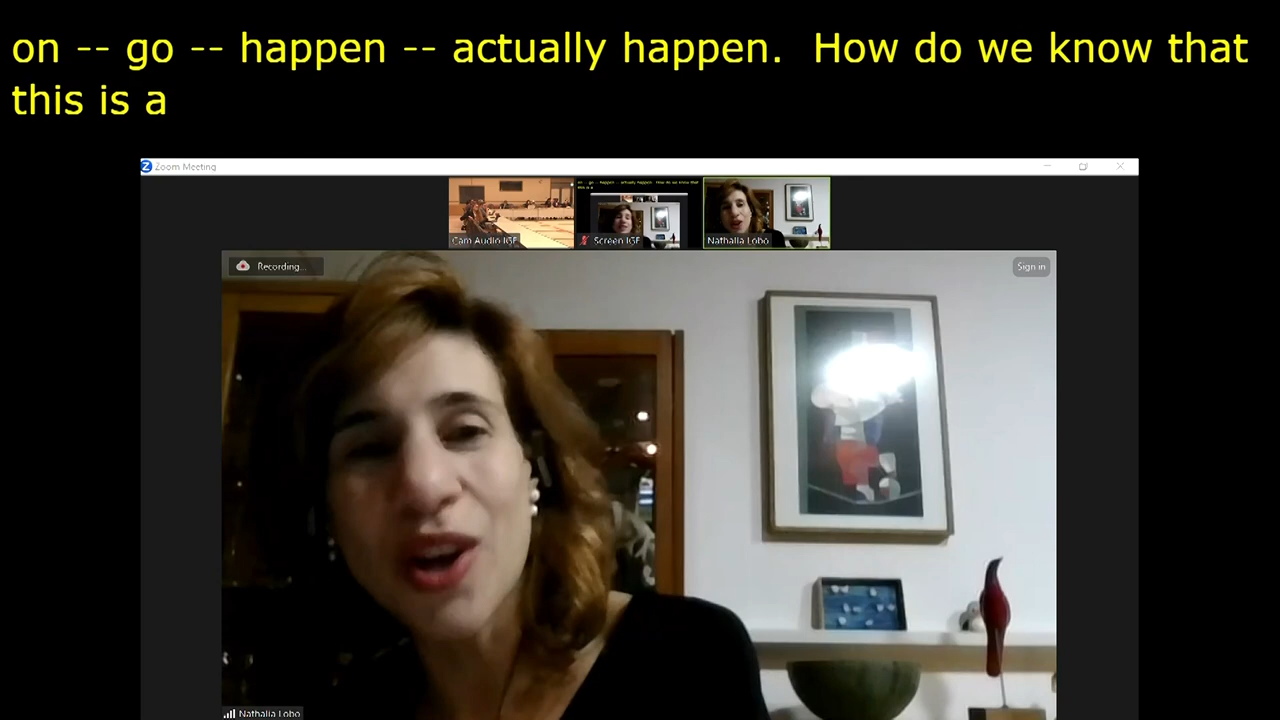 on -- go -- happen -- actually happen.  How do we know that
this is a
Zoom Meeting
Cam Audio IGF
Screen IGF
Nathalia Lobo
Recording...
Sign in
Nathalia Lobo